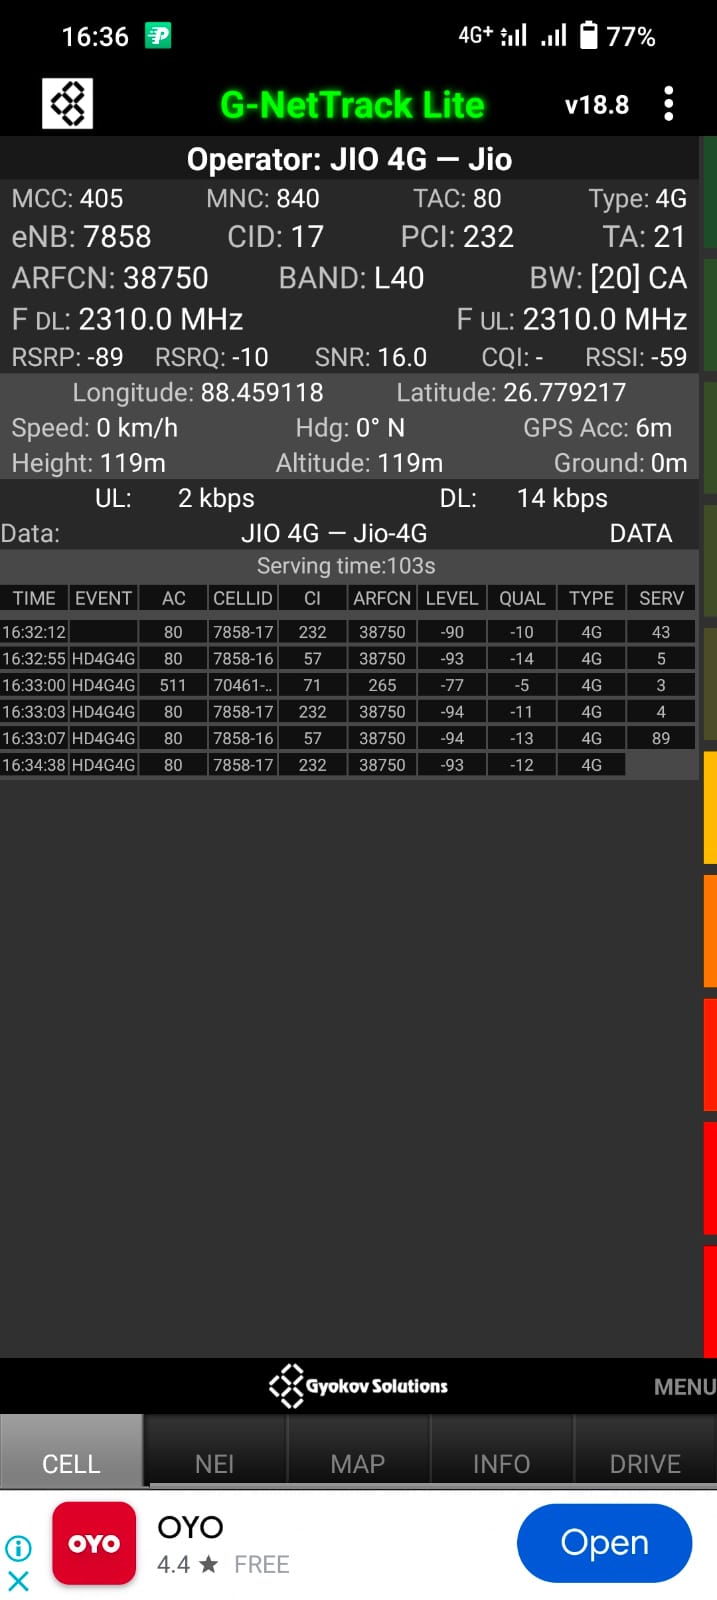 16:36 4G+ 77%
G-NetTrack Lite v18.8
Operator: JIO 4G — Jio
MCC: 405 MNC: 840 TAC: 80 Type: 4G
eNB: 7858 CID: 17 PCI: 232 TA: 21
ARFCN: 38750 BAND: L40 BW: [20] CA
F DL: 2310.0 MHz F UL: 2310.0 MHz
RSRP: -89 RSRQ: -10 SNR: 16.0 CQI: - RSSI: -59
Longitude: 88.459118 Latitude: 26.779217
Speed: 0 km/h Hdg: 0° N GPS Acc: 6m
Height: 119m Altitude: 119m Ground: 0m
UL: 2 kbps DL: 14 kbps
Data: JIO 4G — Jio-4G DATA
Serving time:103s
TIME EVENT AC CELLID CI ARFCN LEVEL QUAL TYPE SERV
16:32:12 80 7858-17 232 38750 -90 -10 4G 43
16:32:55 HD4G4G 80 7858-16 57 38750 -93 -14 4G 5
16:33:00 HD4G4G 511 70461-.. 71 265 -77 -5 4G 3
16:33:03 HD4G4G 80 7858-17 232 38750 -94 -11 4G 4
16:33:07 HD4G4G 80 7858-16 57 38750 -94 -13 4G 89
16:34:38 HD4G4G 80 7858-17 232 38750 -93 -12 4G
Gyokov Solutions MENU
CELL NEI MAP INFO DRIVE
OYO OYO Open
4.4 ★ FREE